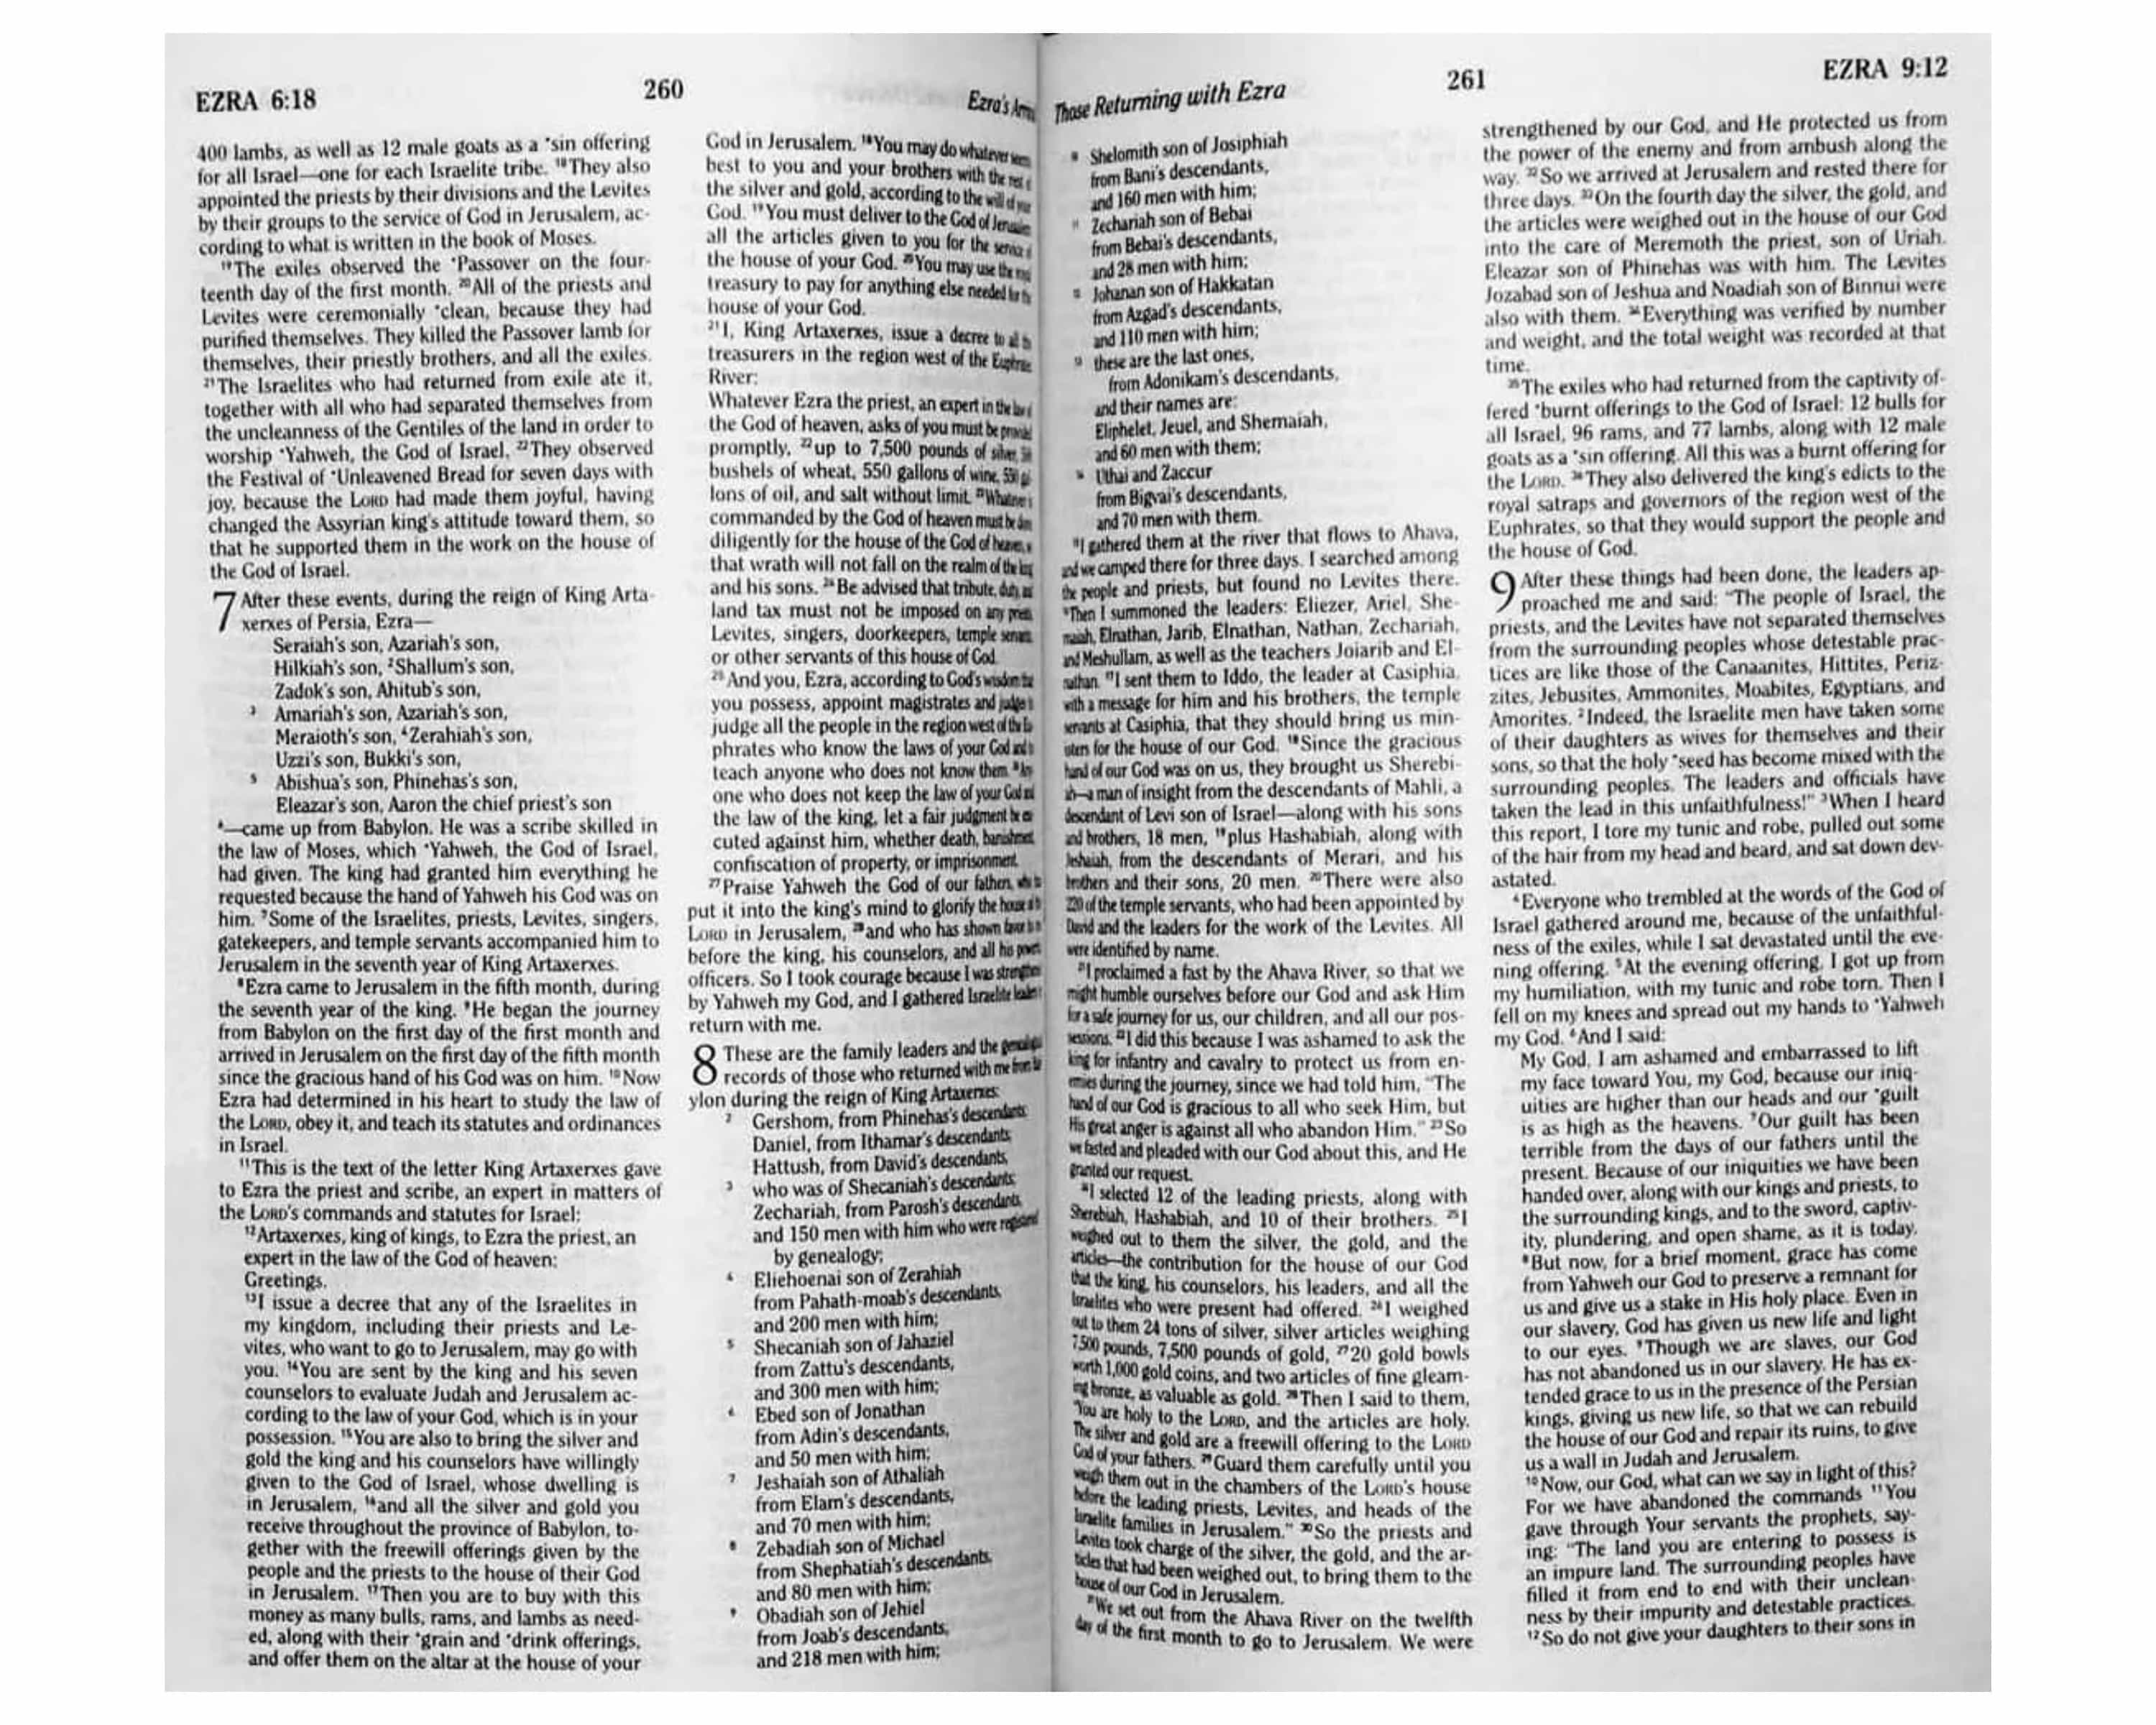 EZRA 6:18
260
Ezra's
400 lambs, as well as 12 male goats as a *sin offering
for all Israel—one for each Israelite tribe. 18They also
appointed the priests by their divisions and the Levites
by their groups to the service of God in Jerusalem, ac-
cording to what is written in the book of Moses.
19The exiles observed the *Passover on the four-
teenth day of the first month. 20All of the priests and
Levites were ceremonially *clean, because they had
purified themselves. They killed the Passover lamb for
themselves, their priestly brothers, and all the exiles.
21The Israelites who had returned from exile ate it,
together with all who had separated themselves from
the uncleanness of the Gentiles of the land in order to
worship *Yahweh, the God of Israel. 22They observed
the Festival of *Unleavened Bread for seven days with
joy, because the LORD had made them joyful, having
changed the Assyrian king's attitude toward them, so
that he supported them in the work on the house of
the God of Israel.
7 After these events, during the reign of King Arta-
xerxes of Persia, Ezra—
Seraiah's son, Azariah's son,
Hilkiah's son, 2Shallum's son,
Zadok's son, Ahitub's son,
3 Amariah's son, Azariah's son,
Meraioth's son, 4Zerahiah's son,
Uzzi's son, Bukki's son,
5 Abishua's son, Phinehas's son,
Eleazar's son, Aaron the chief priest's son
6—came up from Babylon. He was a scribe skilled in
the law of Moses, which *Yahweh, the God of Israel,
had given. The king had granted him everything he
requested because the hand of Yahweh his God was on
him. 7Some of the Israelites, priests, Levites, singers,
gatekeepers, and temple servants accompanied him to
Jerusalem in the seventh year of King Artaxerxes.
8Ezra came to Jerusalem in the fifth month, during
the seventh year of the king. 9He began the journey
from Babylon on the first day of the first month and
arrived in Jerusalem on the first day of the fifth month
since the gracious hand of his God was on him. 10Now
Ezra had determined in his heart to study the law of
the LORD, obey it, and teach its statutes and ordinances
in Israel.
11This is the text of the letter King Artaxerxes gave
to Ezra the priest and scribe, an expert in matters of
the LORD's commands and statutes for Israel:
12Artaxerxes, king of kings, to Ezra the priest, an
expert in the law of the God of heaven:
Greetings.
13I issue a decree that any of the Israelites in
my kingdom, including their priests and Le-
vites, who want to go to Jerusalem, may go with
you. 14You are sent by the king and his seven
counselors to evaluate Judah and Jerusalem ac-
cording to the law of your God, which is in your
possession. 15You are also to bring the silver and
gold the king and his counselors have willingly
given to the God of Israel, whose dwelling is
in Jerusalem, 16and all the silver and gold you
receive throughout the province of Babylon, to-
gether with the freewill offerings given by the
people and the priests to the house of their God
in Jerusalem. 17Then you are to buy with this
money as many bulls, rams, and lambs as need-
ed, along with their *grain and *drink offerings,
and offer them on the altar at the house of your
God in Jerusalem. 18You may do whatever seems
best to you and your brothers with the rest of
the silver and gold, according to the will of your
God. 19You must deliver to the God of Jerusalem
all the articles given to you for the service of
the house of your God. 20You may use the royal
treasury to pay for anything else needed for the
house of your God.
21I, King Artaxerxes, issue a decree to all the
treasurers in the region west of the Euphrates
River:
Whatever Ezra the priest, an expert in the law of
the God of heaven, asks of you must be provided
promptly, 22up to 7,500 pounds of silver, 500
bushels of wheat, 550 gallons of wine, 550 gal-
lons of oil, and salt without limit. 23Whatever is
commanded by the God of heaven must be done
diligently for the house of the God of heaven, so
that wrath will not fall on the realm of the king
and his sons. 24Be advised that tribute, duty, and
land tax must not be imposed on any priests,
Levites, singers, doorkeepers, temple servants,
or other servants of this house of God.
25And you, Ezra, according to God's wisdom that
you possess, appoint magistrates and judges to
judge all the people in the region west of the Eu-
phrates who know the laws of your God and to
teach anyone who does not know them. 26Any-
one who does not keep the law of your God and
the law of the king, let a fair judgment be exe-
cuted against him, whether death, banishment,
confiscation of property, or imprisonment.
27Praise Yahweh the God of our fathers, who has
put it into the king's mind to glorify the house of the
LORD in Jerusalem, 28and who has shown favor to me
before the king, his counselors, and all his powerful
officers. So I took courage because I was strengthened
by Yahweh my God, and I gathered Israelite leaders to
return with me.
8 These are the family leaders and the genealogical
records of those who returned with me from Bab-
ylon during the reign of King Artaxerxes:
2 Gershom, from Phinehas's descendants;
Daniel, from Ithamar's descendants;
Hattush, from David's descendants,
3 who was of Shecaniah's descendants;
Zechariah, from Parosh's descendants,
and 150 men with him who were registered
by genealogy;
4 Eliehoenai son of Zerahiah
from Pahath-moab's descendants,
and 200 men with him;
5 Shecaniah son of Jahaziel
from Zattu's descendants,
and 300 men with him;
6 Ebed son of Jonathan
from Adin's descendants,
and 50 men with him;
7 Jeshaiah son of Athaliah
from Elam's descendants,
and 70 men with him;
8 Zebadiah son of Michael
from Shephatiah's descendants,
and 80 men with him;
9 Obadiah son of Jehiel
from Joab's descendants,
and 218 men with him;
Those Returning with Ezra
261
EZRA 9:12
10 Shelomith son of Josiphiah
from Bani's descendants,
and 160 men with him;
11 Zechariah son of Bebai
from Bebai's descendants,
and 28 men with him;
12 Johanan son of Hakkatan
from Azgad's descendants,
and 110 men with him;
13 these are the last ones,
from Adonikam's descendants,
and their names are:
Eliphelet, Jeuel, and Shemaiah,
and 60 men with them;
14 Uthai and Zaccur
from Bigvai's descendants,
and 70 men with them.
15I gathered them at the river that flows to Ahava,
and we camped there for three days. I searched among
the people and priests, but found no Levites there.
16Then I summoned the leaders: Eliezer, Ariel, She-
maiah, Elnathan, Jarib, Elnathan, Nathan, Zechariah,
and Meshullam, as well as the teachers Joiarib and El-
nathan. 17I sent them to Iddo, the leader at Casiphia,
with a message for him and his brothers, the temple
servants at Casiphia, that they should bring us min-
isters for the house of our God. 18Since the gracious
hand of our God was on us, they brought us Sherebi-
ah—a man of insight from the descendants of Mahli, a
descendant of Levi son of Israel—along with his sons
and brothers, 18 men, 19plus Hashabiah, along with
Jeshaiah, from the descendants of Merari, and his
brothers and their sons, 20 men. 20There were also
220 of the temple servants, who had been appointed by
David and the leaders for the work of the Levites. All
were identified by name.
21I proclaimed a fast by the Ahava River, so that we
might humble ourselves before our God and ask Him
for a safe journey for us, our children, and all our pos-
sessions. 22I did this because I was ashamed to ask the
king for infantry and cavalry to protect us from en-
emies during the journey, since we had told him, "The
hand of our God is gracious to all who seek Him, but
His great anger is against all who abandon Him." 23So
we fasted and pleaded with our God about this, and He
granted our request.
24I selected 12 of the leading priests, along with
Sherebiah, Hashabiah, and 10 of their brothers. 25I
weighed out to them the silver, the gold, and the
articles—the contribution for the house of our God
that the king, his counselors, his leaders, and all the
Israelites who were present had offered. 26I weighed
out to them 24 tons of silver, silver articles weighing
7,500 pounds, 7,500 pounds of gold, 2720 gold bowls
worth 1,000 gold coins, and two articles of fine gleam-
ing bronze, as valuable as gold. 28Then I said to them,
"You are holy to the LORD, and the articles are holy.
The silver and gold are a freewill offering to the LORD
God of your fathers. 29Guard them carefully until you
weigh them out in the chambers of the LORD's house
before the leading priests, Levites, and heads of the
Israelite families in Jerusalem." 30So the priests and
Levites took charge of the silver, the gold, and the ar-
ticles that had been weighed out, to bring them to the
house of our God in Jerusalem.
31We set out from the Ahava River on the twelfth
day of the first month to go to Jerusalem. We were
strengthened by our God, and He protected us from
the power of the enemy and from ambush along the
way. 32So we arrived at Jerusalem and rested there for
three days. 33On the fourth day the silver, the gold, and
the articles were weighed out in the house of our God
into the care of Meremoth the priest, son of Uriah.
Eleazar son of Phinehas was with him. The Levites
Jozabad son of Jeshua and Noadiah son of Binnui were
also with them. 34Everything was verified by number
and weight, and the total weight was recorded at that
time.
35The exiles who had returned from the captivity of-
fered *burnt offerings to the God of Israel: 12 bulls for
all Israel, 96 rams, and 77 lambs, along with 12 male
goats as a *sin offering. All this was a burnt offering for
the LORD. 36They also delivered the king's edicts to the
royal satraps and governors of the region west of the
Euphrates, so that they would support the people and
the house of God.
9 After these things had been done, the leaders ap-
proached me and said: "The people of Israel, the
priests, and the Levites have not separated themselves
from the surrounding peoples whose detestable prac-
tices are like those of the Canaanites, Hittites, Periz-
zites, Jebusites, Ammonites, Moabites, Egyptians, and
Amorites. 2Indeed, the Israelite men have taken some
of their daughters as wives for themselves and their
sons, so that the holy *seed has become mixed with the
surrounding peoples. The leaders and officials have
taken the lead in this unfaithfulness!" 3When I heard
this report, I tore my tunic and robe, pulled out some
of the hair from my head and beard, and sat down dev-
astated.
4Everyone who trembled at the words of the God of
Israel gathered around me, because of the unfaithful-
ness of the exiles, while I sat devastated until the eve-
ning offering. 5At the evening offering, I got up from
my humiliation, with my tunic and robe torn. Then I
fell on my knees and spread out my hands to *Yahweh
my God. 6And I said:
My God, I am ashamed and embarrassed to lift
my face toward You, my God, because our iniq-
uities are higher than our heads and our *guilt
is as high as the heavens. 7Our guilt has been
terrible from the days of our fathers until the
present. Because of our iniquities we have been
handed over, along with our kings and priests, to
the surrounding kings, and to the sword, captiv-
ity, plundering, and open shame, as it is today.
8But now, for a brief moment, grace has come
from Yahweh our God to preserve a remnant for
us and give us a stake in His holy place. Even in
our slavery, God has given us new life and light
to our eyes. 9Though we are slaves, our God
has not abandoned us in our slavery. He has ex-
tended grace to us in the presence of the Persian
kings, giving us new life, so that we can rebuild
the house of our God and repair its ruins, to give
us a wall in Judah and Jerusalem.
10Now, our God, what can we say in light of this?
For we have abandoned the commands 11You
gave through Your servants the prophets, say-
ing: "The land you are entering to possess is
an impure land. The surrounding peoples have
filled it from end to end with their unclean-
ness by their impurity and detestable practices.
12So do not give your daughters to their sons in